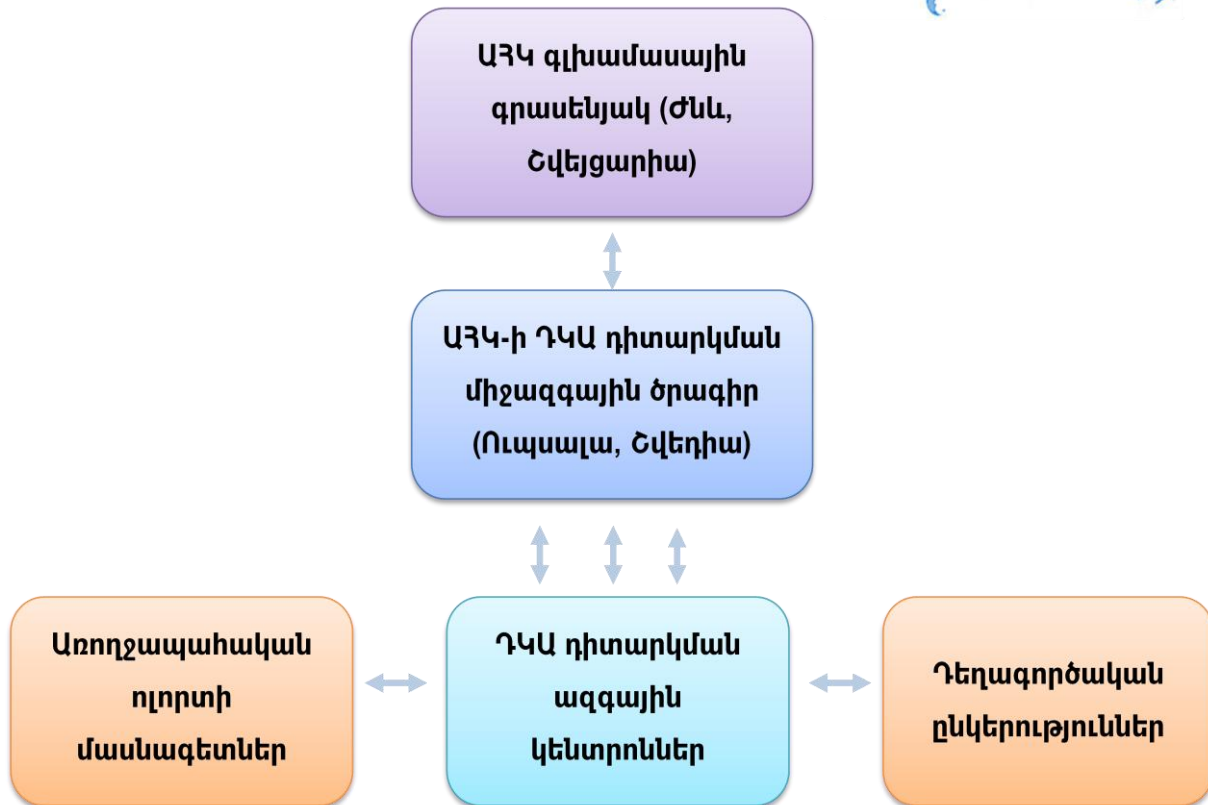 ԱՀԿ գլխամասային
գրասենյակ (Ժնև,
Շվեյցարիա)
ԱՀԿ-ի ԴԿԱ դիտարկման
միջազգային ծրագիր
(Ուպսալա, Շվեդիա)
Առողջապահական
ոլորտի
մասնագետներ
ԴԿԱ դիտարկման
ազգային
կենտրոններ
Դեղագործական
ընկերություններ